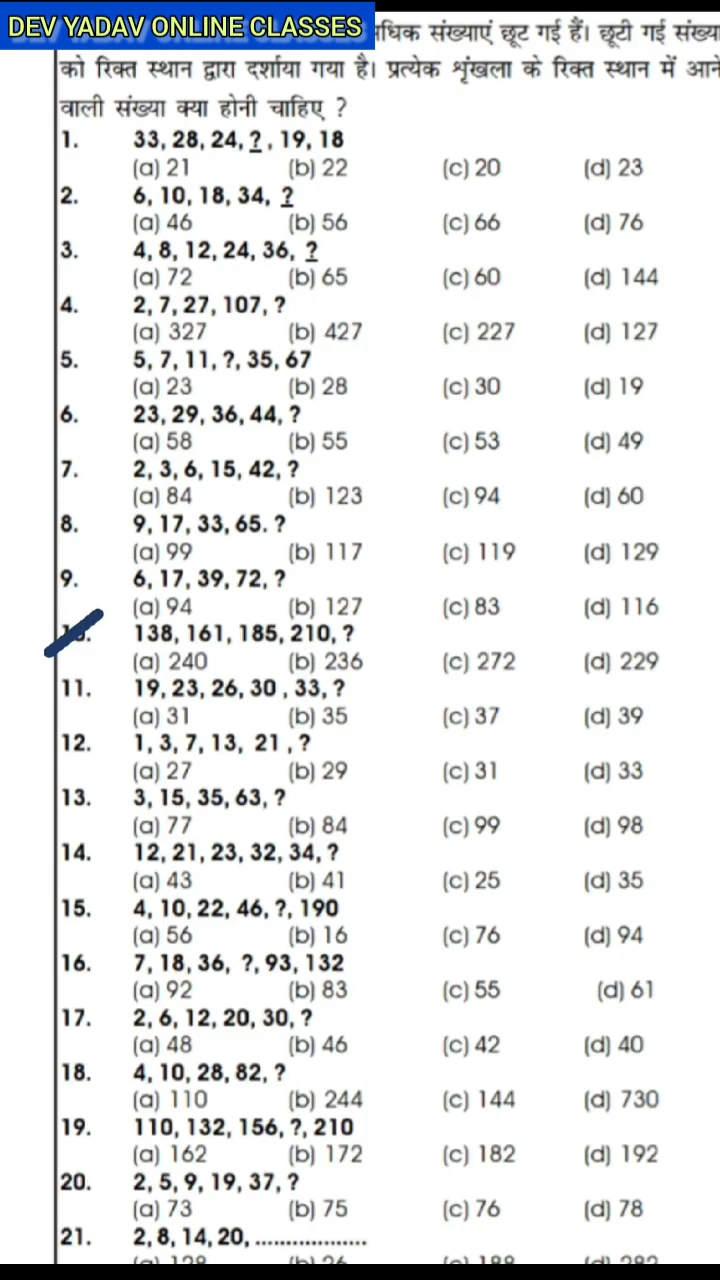 DEV YADAV ONLINE CLASSES संख्याएं छूट गई हैं। छूटी गई
को रिक्त स्थान द्वारा दर्शाया गया है। प्रत्येक शृंखला के रिक्त स्थान में आने
वाली संख्या क्या होनी चाहिए ?
1. 33, 28, 24, ? , 19, 18
(a) 21 (b) 22 (c) 20 (d) 23
2. 6, 10, 18, 34, ?
(a) 46 (b) 56 (c) 66 (d) 76
3. 4, 8, 12, 24, 36, ?
(a) 72 (b) 65 (c) 60 (d) 144
4. 2, 7, 27, 107, ?
(a) 327 (b) 427 (c) 227 (d) 127
5. 5, 7, 11, ?, 35, 67
(a) 23 (b) 28 (c) 30 (d) 19
6. 23, 29, 36, 44, ?
(a) 58 (b) 55 (c) 53 (d) 49
7. 2, 3, 6, 15, 42, ?
(a) 84 (b) 123 (c) 94 (d) 60
8. 9, 17, 33, 65. ?
(a) 99 (b) 117 (c) 119 (d) 129
9. 6, 17, 39, 72, ?
(a) 94 (b) 127 (c) 83 (d) 116
10. 138, 161, 185, 210, ?
(a) 240 (b) 236 (c) 272 (d) 229
11. 19, 23, 26, 30 , 33, ?
(a) 31 (b) 35 (c) 37 (d) 39
12. 1, 3, 7, 13, 21 , ?
(a) 27 (b) 29 (c) 31 (d) 33
13. 3, 15, 35, 63, ?
(a) 77 (b) 84 (c) 99 (d) 98
14. 12, 21, 23, 32, 34, ?
(a) 43 (b) 41 (c) 25 (d) 35
15. 4, 10, 22, 46, ?, 190
(a) 56 (b) 16 (c) 76 (d) 94
16. 7, 18, 36, ?, 93, 132
(a) 92 (b) 83 (c) 55 (d) 61
17. 2, 6, 12, 20, 30, ?
(a) 48 (b) 46 (c) 42 (d) 40
18. 4, 10, 28, 82, ?
(a) 110 (b) 244 (c) 144 (d) 730
19. 110, 132, 156, ?, 210
(a) 162 (b) 172 (c) 182 (d) 192
20. 2, 5, 9, 19, 37, ?
(a) 73 (b) 75 (c) 76 (d) 78
21. 2, 8, 14, 20, ...................